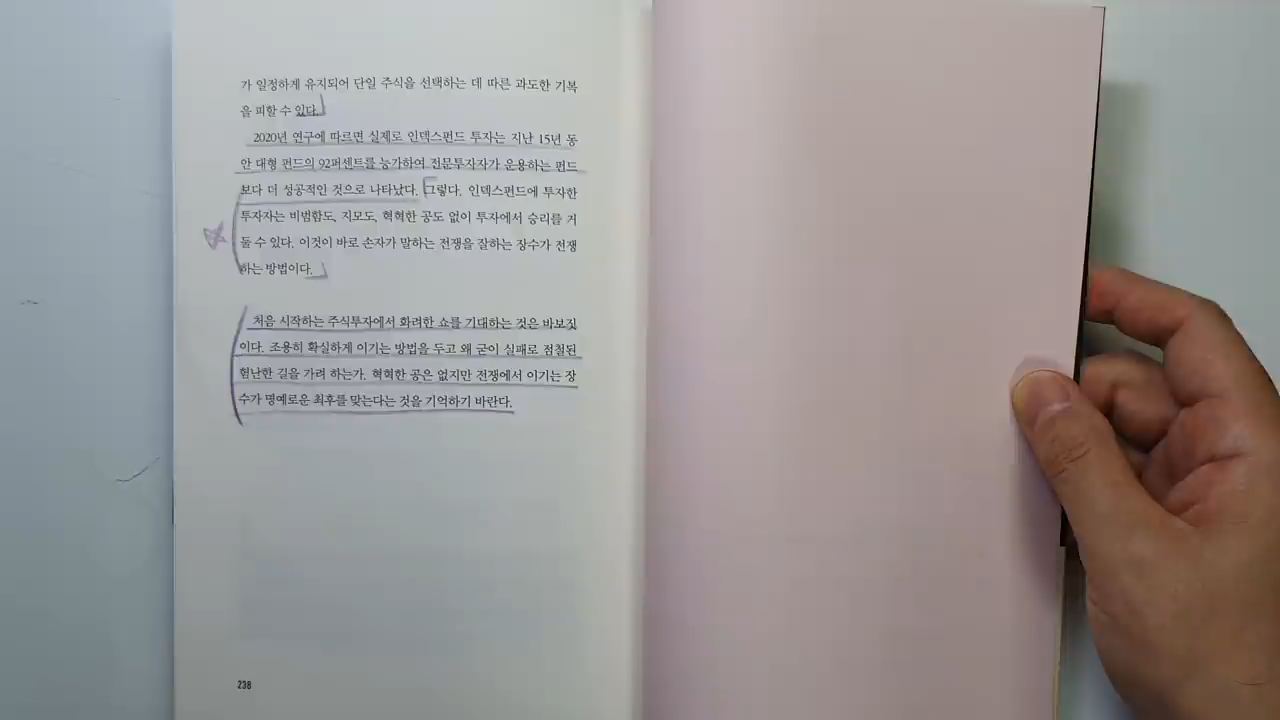 가 일정하게 유지되어 단일 주식을 선택하는 데 따른 과도한 기복
을 피할 수 있다.
2020년 연구에 따르면 실제로 인덱스펀드 투자는 지난 15년 동
안 대형 펀드의 92퍼센트를 능가하여 전문투자자가 운용하는 펀드
보다 더 성공적인 것으로 나타났다. 그렇다. 인덱스펀드에 투자한
투자자는 비범함도, 지모도, 혁혁한 공도 없이 투자에서 승리를 거
둘 수 있다. 이것이 바로 손자가 말하는 전쟁을 잘하는 장수가 전쟁
하는 방법이다.
처음 시작하는 주식투자에서 화려한 쇼를 기대하는 것은 바보짓
이다. 조용히 확실하게 이기는 방법을 두고 왜 굳이 실패로 점철된
험난한 길을 가려 하는가. 혁혁한 공은 없지만 전쟁에서 이기는 장
수가 명예로운 최후를 맞는다는 것을 기억하기 바란다.
238